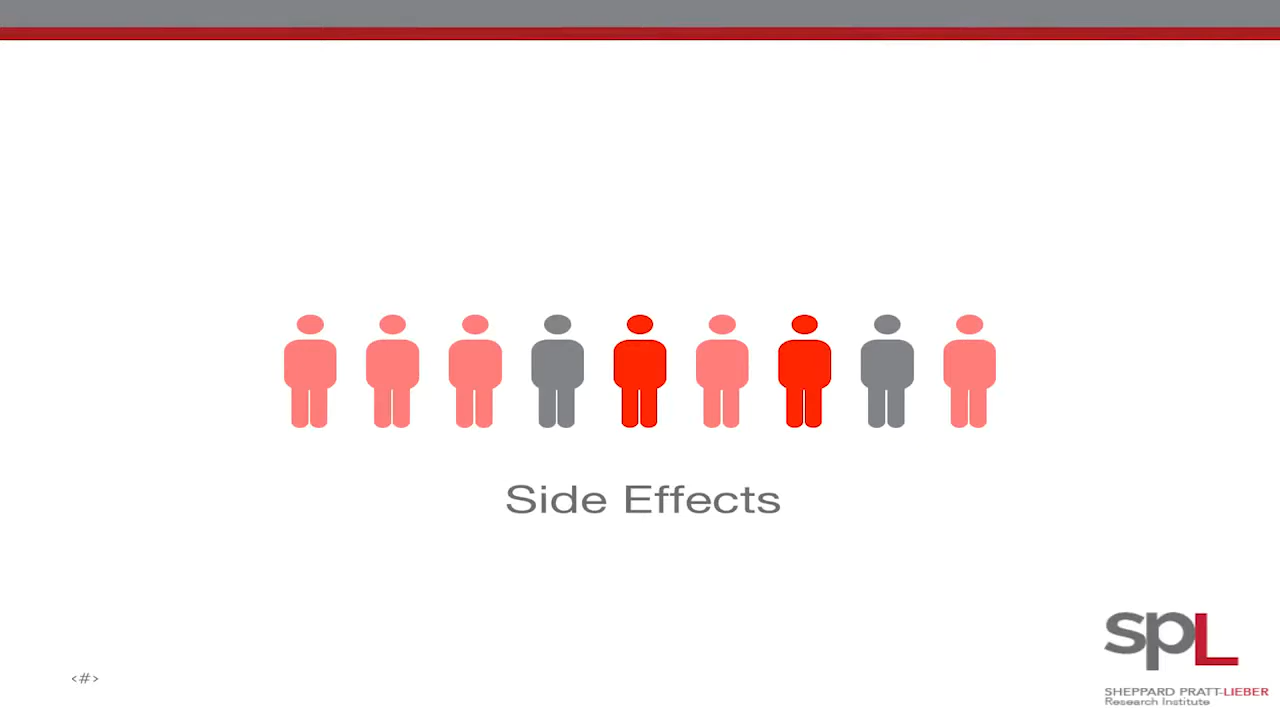 Side Effects
spL
SHEPPARD PRATT-LIEBER
Research Institute
<#>